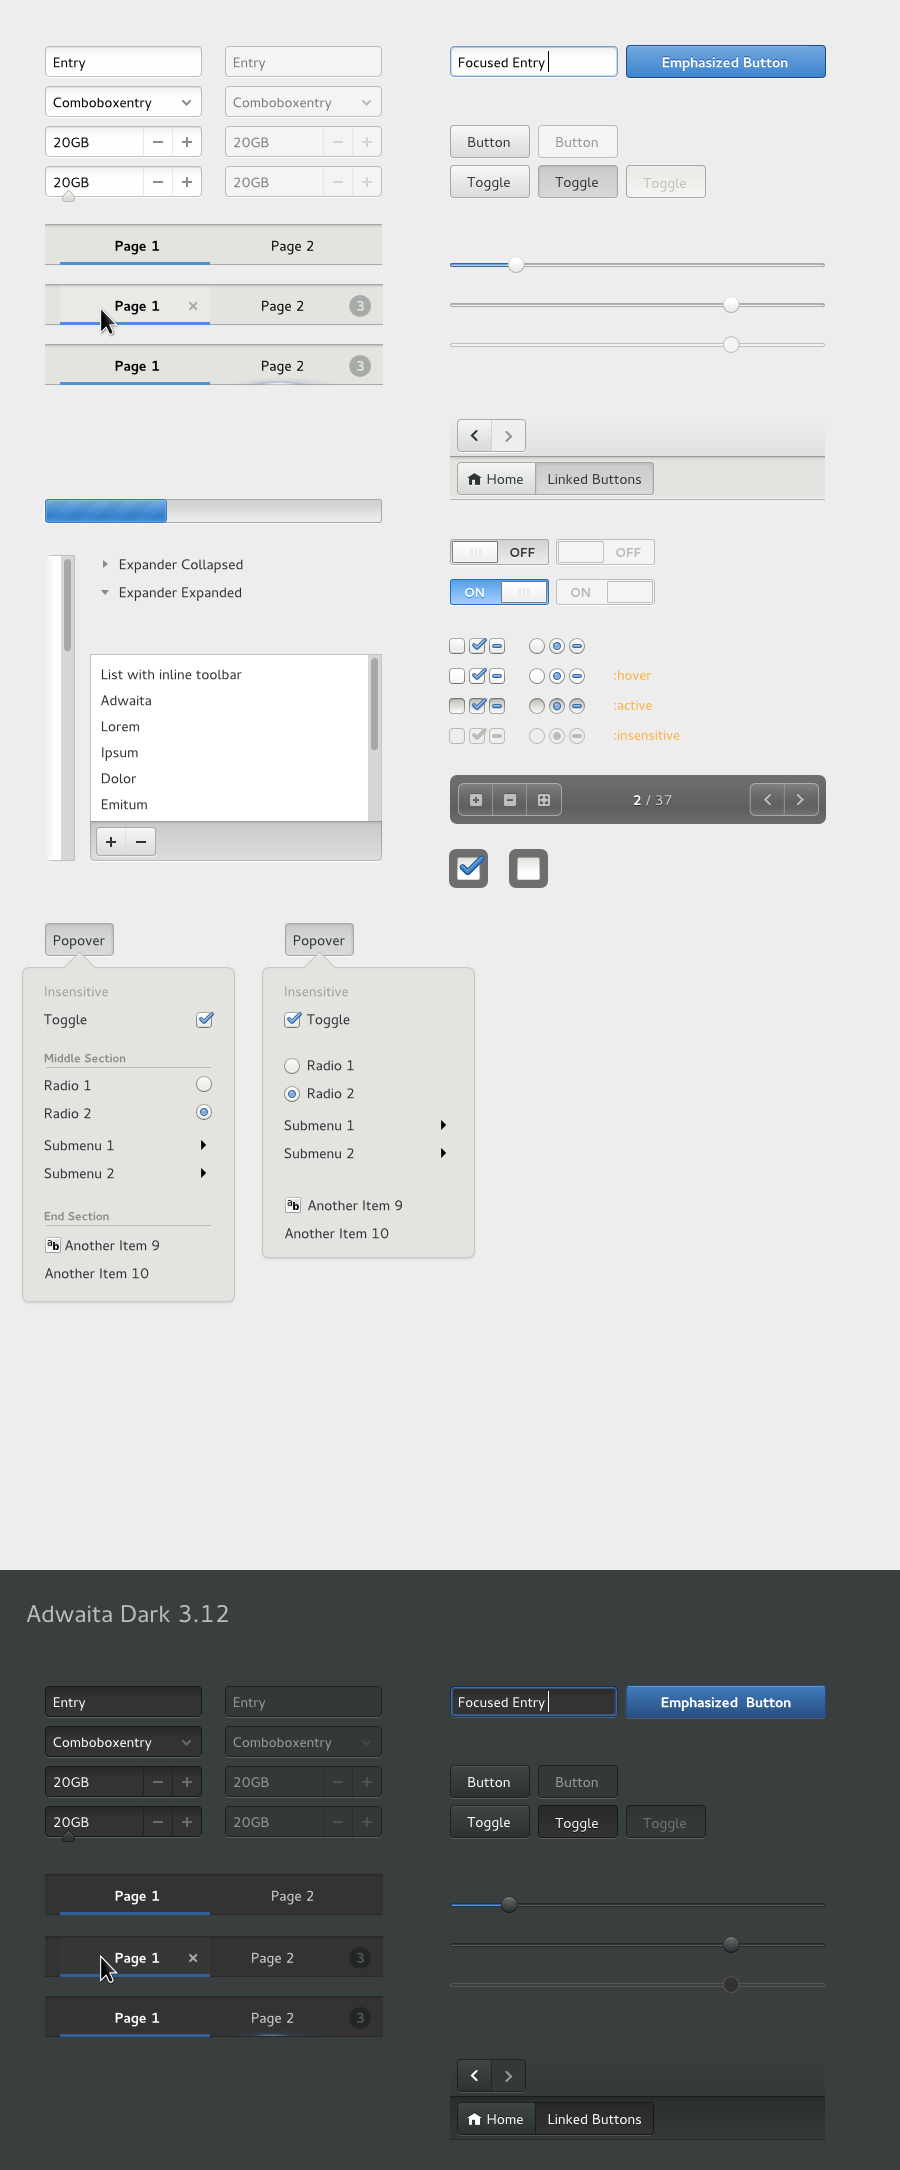 Entry
Entry
Focused Entry
Emphasized Button
Comboboxentry
Comboboxentry
20GB
20GB
Button
Button
20GB
20GB
Toggle
Toggle
Toggle
Page 1
Page 2
Page 1
Page 2
3
Page 1
Page 2
3
Home
Linked Buttons
OFF
OFF
ON
ON
Expander Collapsed
Expander Expanded
List with inline toolbar
Adwaita
Lorem
Ipsum
Dolor
Emitum
:hover
:active
:insensitive
2 / 37
Popover
Insensitive
Toggle
Middle Section
Radio 1
Radio 2
Submenu 1
Submenu 2
End Section
ab Another Item 9
Another Item 10
Popover
Insensitive
Toggle
Radio 1
Radio 2
Submenu 1
Submenu 2
ab Another Item 9
Another Item 10
Adwaita Dark 3.12
Entry
Entry
Focused Entry
Emphasized Button
Comboboxentry
Comboboxentry
20GB
20GB
Button
Button
20GB
20GB
Toggle
Toggle
Toggle
Page 1
Page 2
Page 1
Page 2
3
Page 1
Page 2
3
Home
Linked Buttons